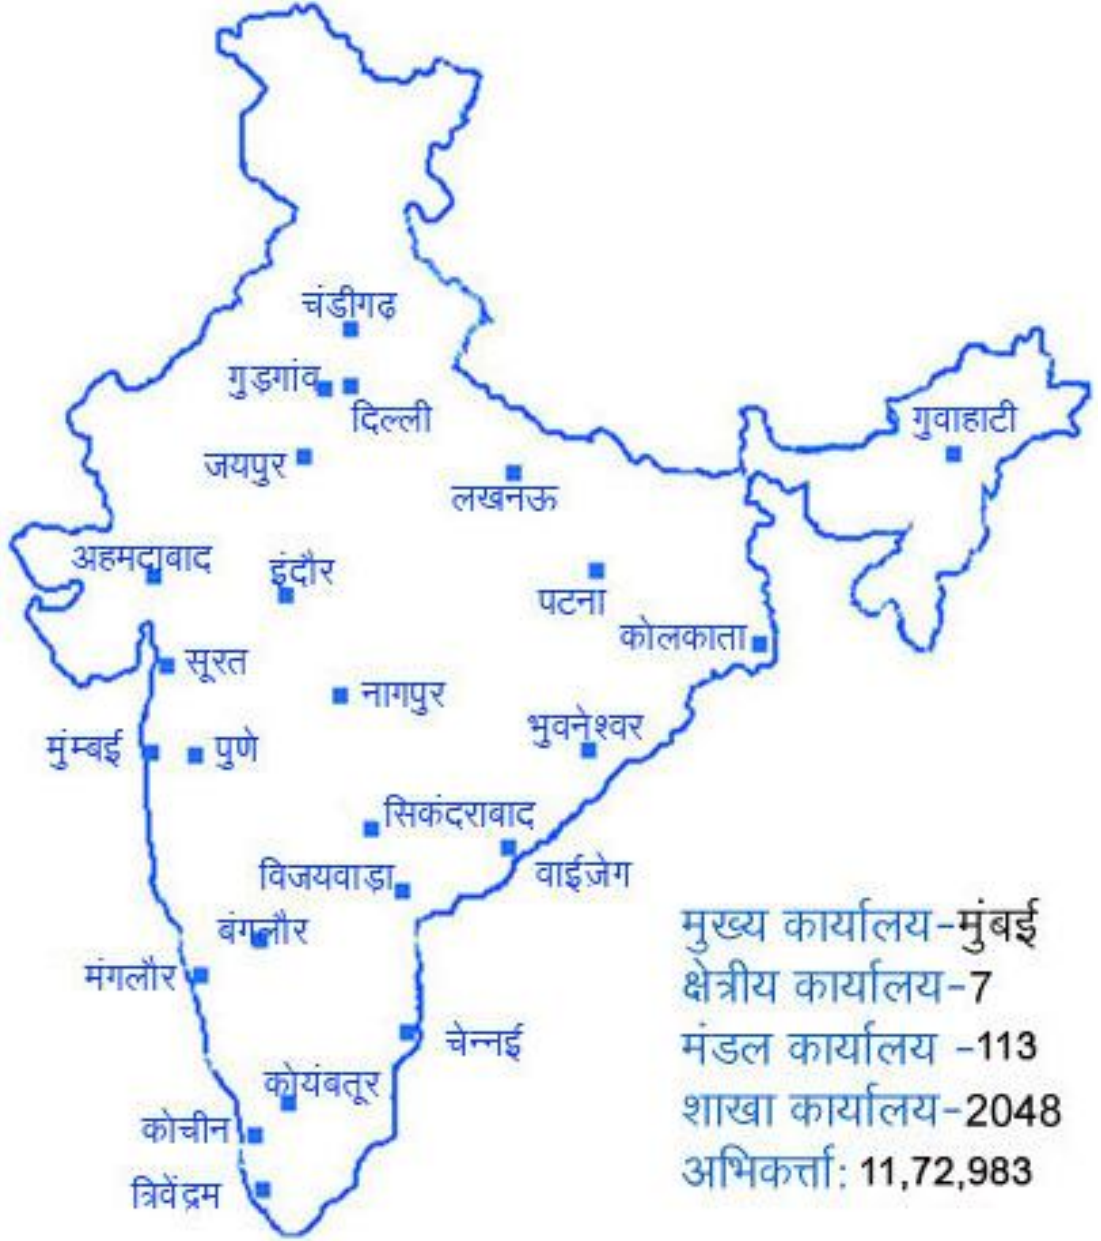 चंडीगढ़
गुड़गांव
दिल्ली
जयपुर
गुवाहाटी
लखनऊ
अहमदाबाद
इंदौर
पटना
कोलकाता
सूरत
नागपुर
भुवनेश्वर
मुंम्बई
पुणे
सिकंदराबाद
वाईज़ेग
विजयवाड़ा
बंगलौर
मंगलौर
चेन्नई
कोयंबतूर
कोचीन
त्रिवेंद्रम
मुख्य कार्यालय-मुंबई
क्षेत्रीय कार्यालय-7
मंडल कार्यालय -113
शाखा कार्यालय-2048
अभिकर्त्ता: 11,72,983